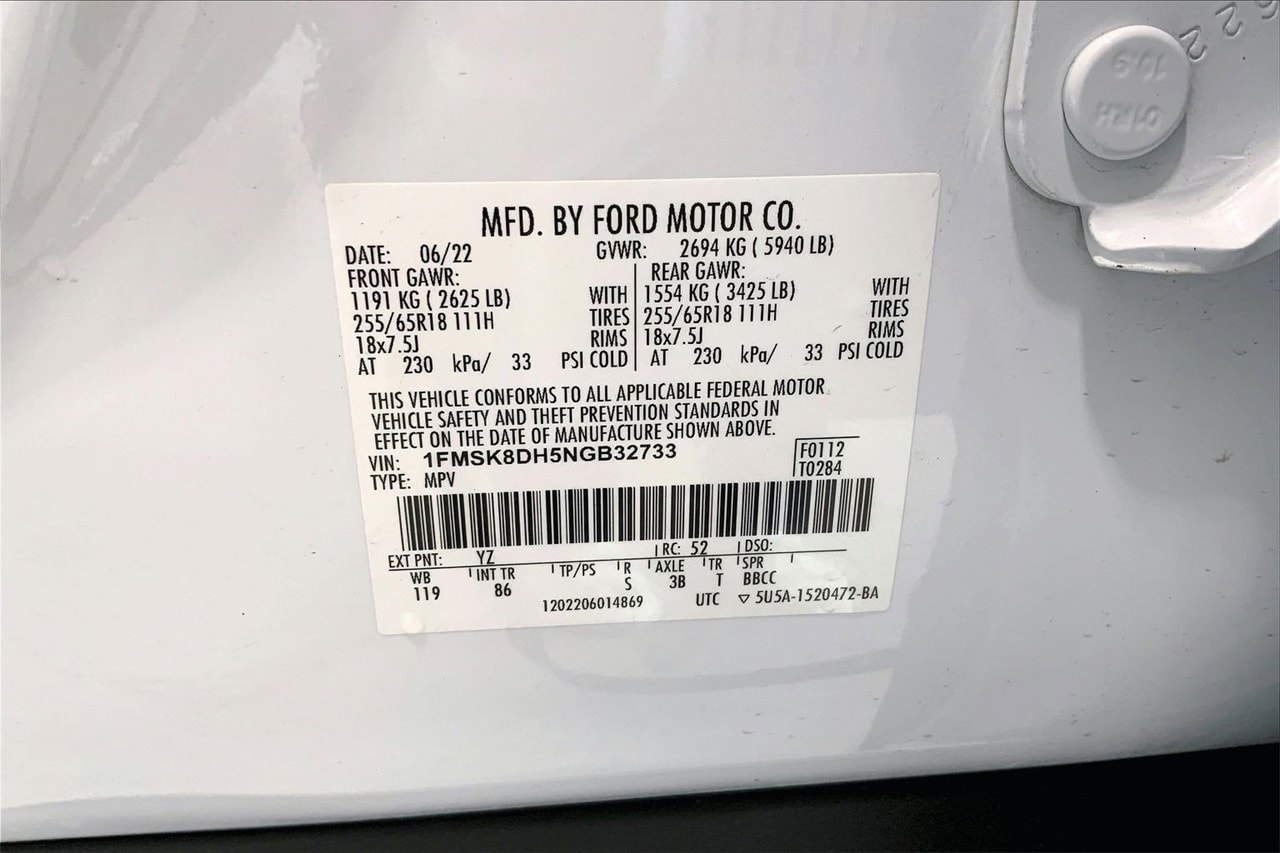 MFD. BY FORD MOTOR CO.
DATE: 06/22 GVWR: 2694 KG ( 5940 LB)
FRONT GAWR: REAR GAWR:
1191 KG ( 2625 LB) WITH 1554 KG ( 3425 LB) WITH
255/65R18 111H TIRES 255/65R18 111H TIRES
18x7.5J RIMS 18x7.5J RIMS
AT 230 kPa/ 33 PSI COLD AT 230 kPa/ 33 PSI COLD
THIS VEHICLE CONFORMS TO ALL APPLICABLE FEDERAL MOTOR
VEHICLE SAFETY AND THEFT PREVENTION STANDARDS IN
EFFECT ON THE DATE OF MANUFACTURE SHOWN ABOVE.
VIN: 1FMSK8DH5NGB32733 F0112
TYPE: MPV T0284
EXT PNT: YZ RC: 52 DSO:
WB INT TR TP/PS R AXLE TR SPR
119 86 S 3B T BBCC
1202206014869 UTC ▽ 5U5A-1520472-BA
10.9